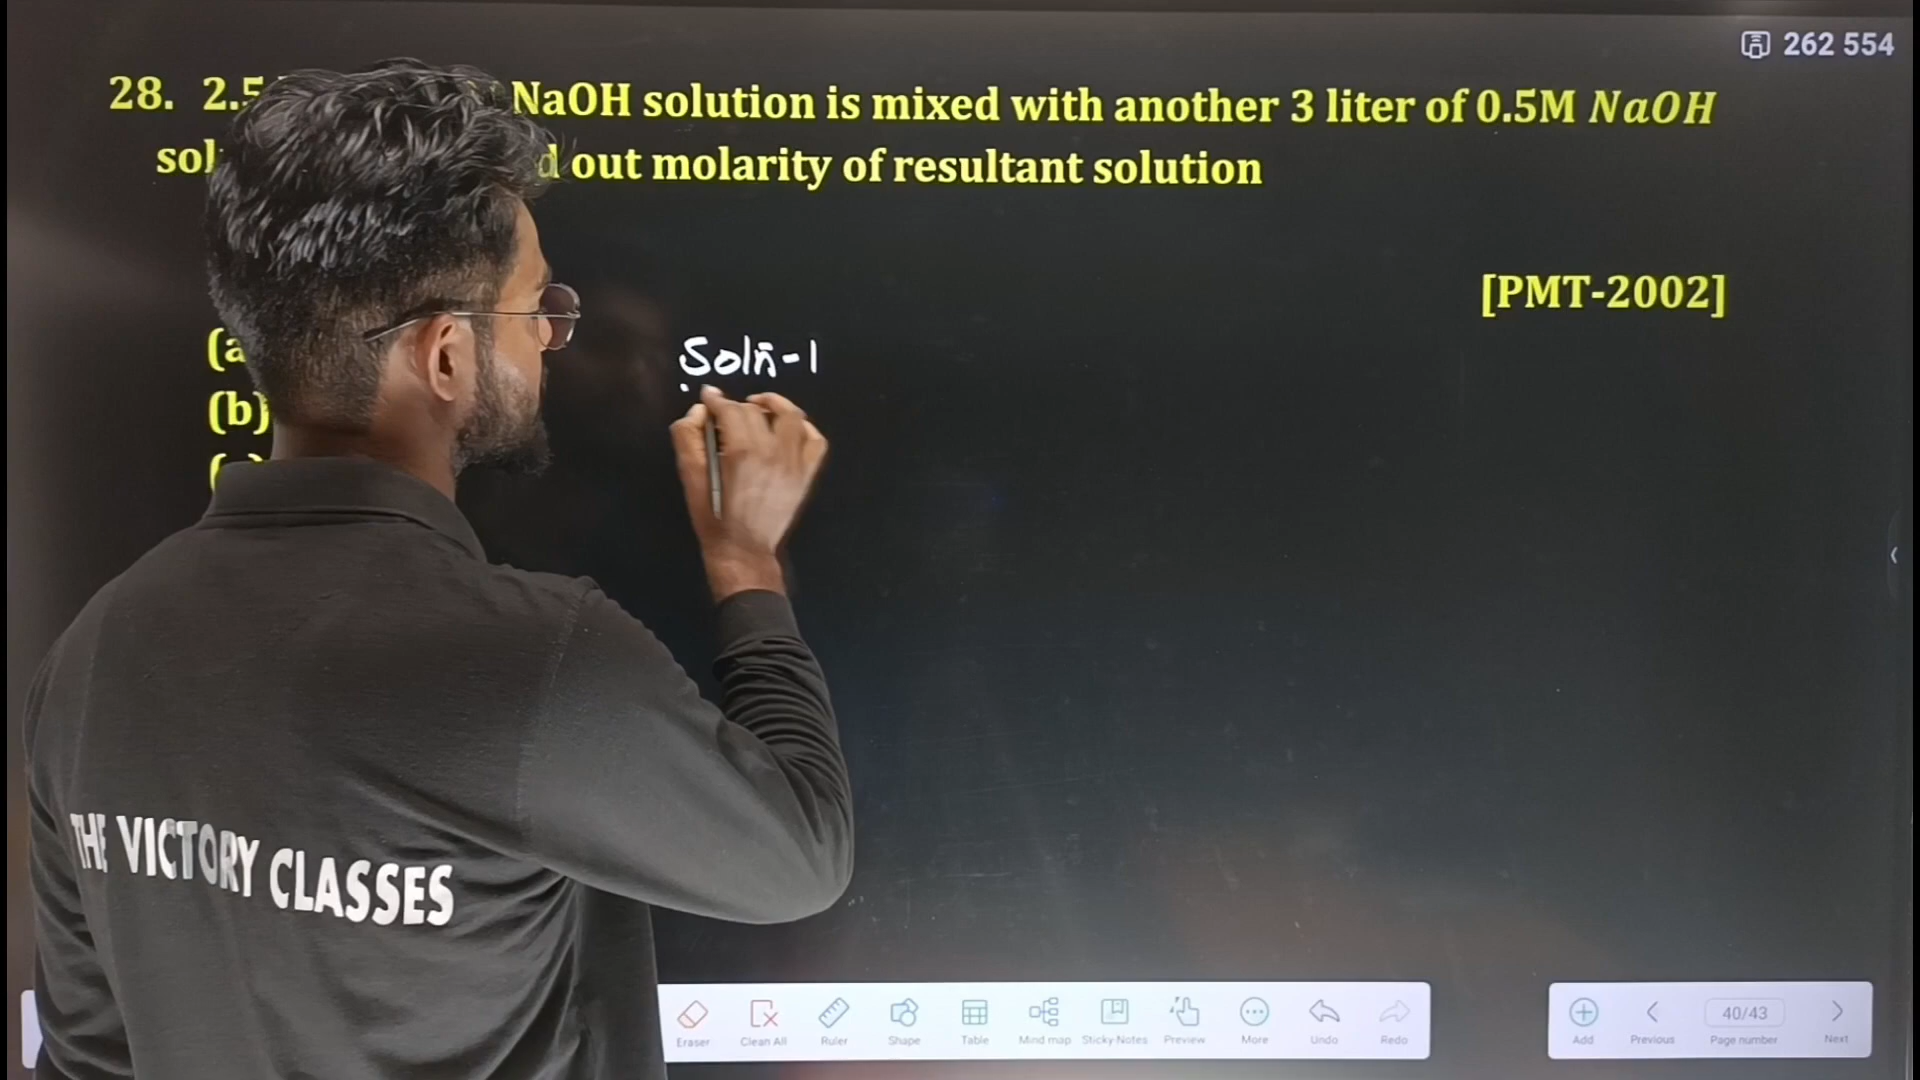 262 554
28. 2.5 NaOH solution is mixed with another 3 liter of 0.5M NaOH
out molarity of resultant solution
[PMT-2002]
(a
(b)
Soln-1
THE VICTORY CLASSES
Eraser Clean All Ruler Shape Table Mind map Sticky Notes Preview More Undo Redo
Add Previous 40/43 Page number Next